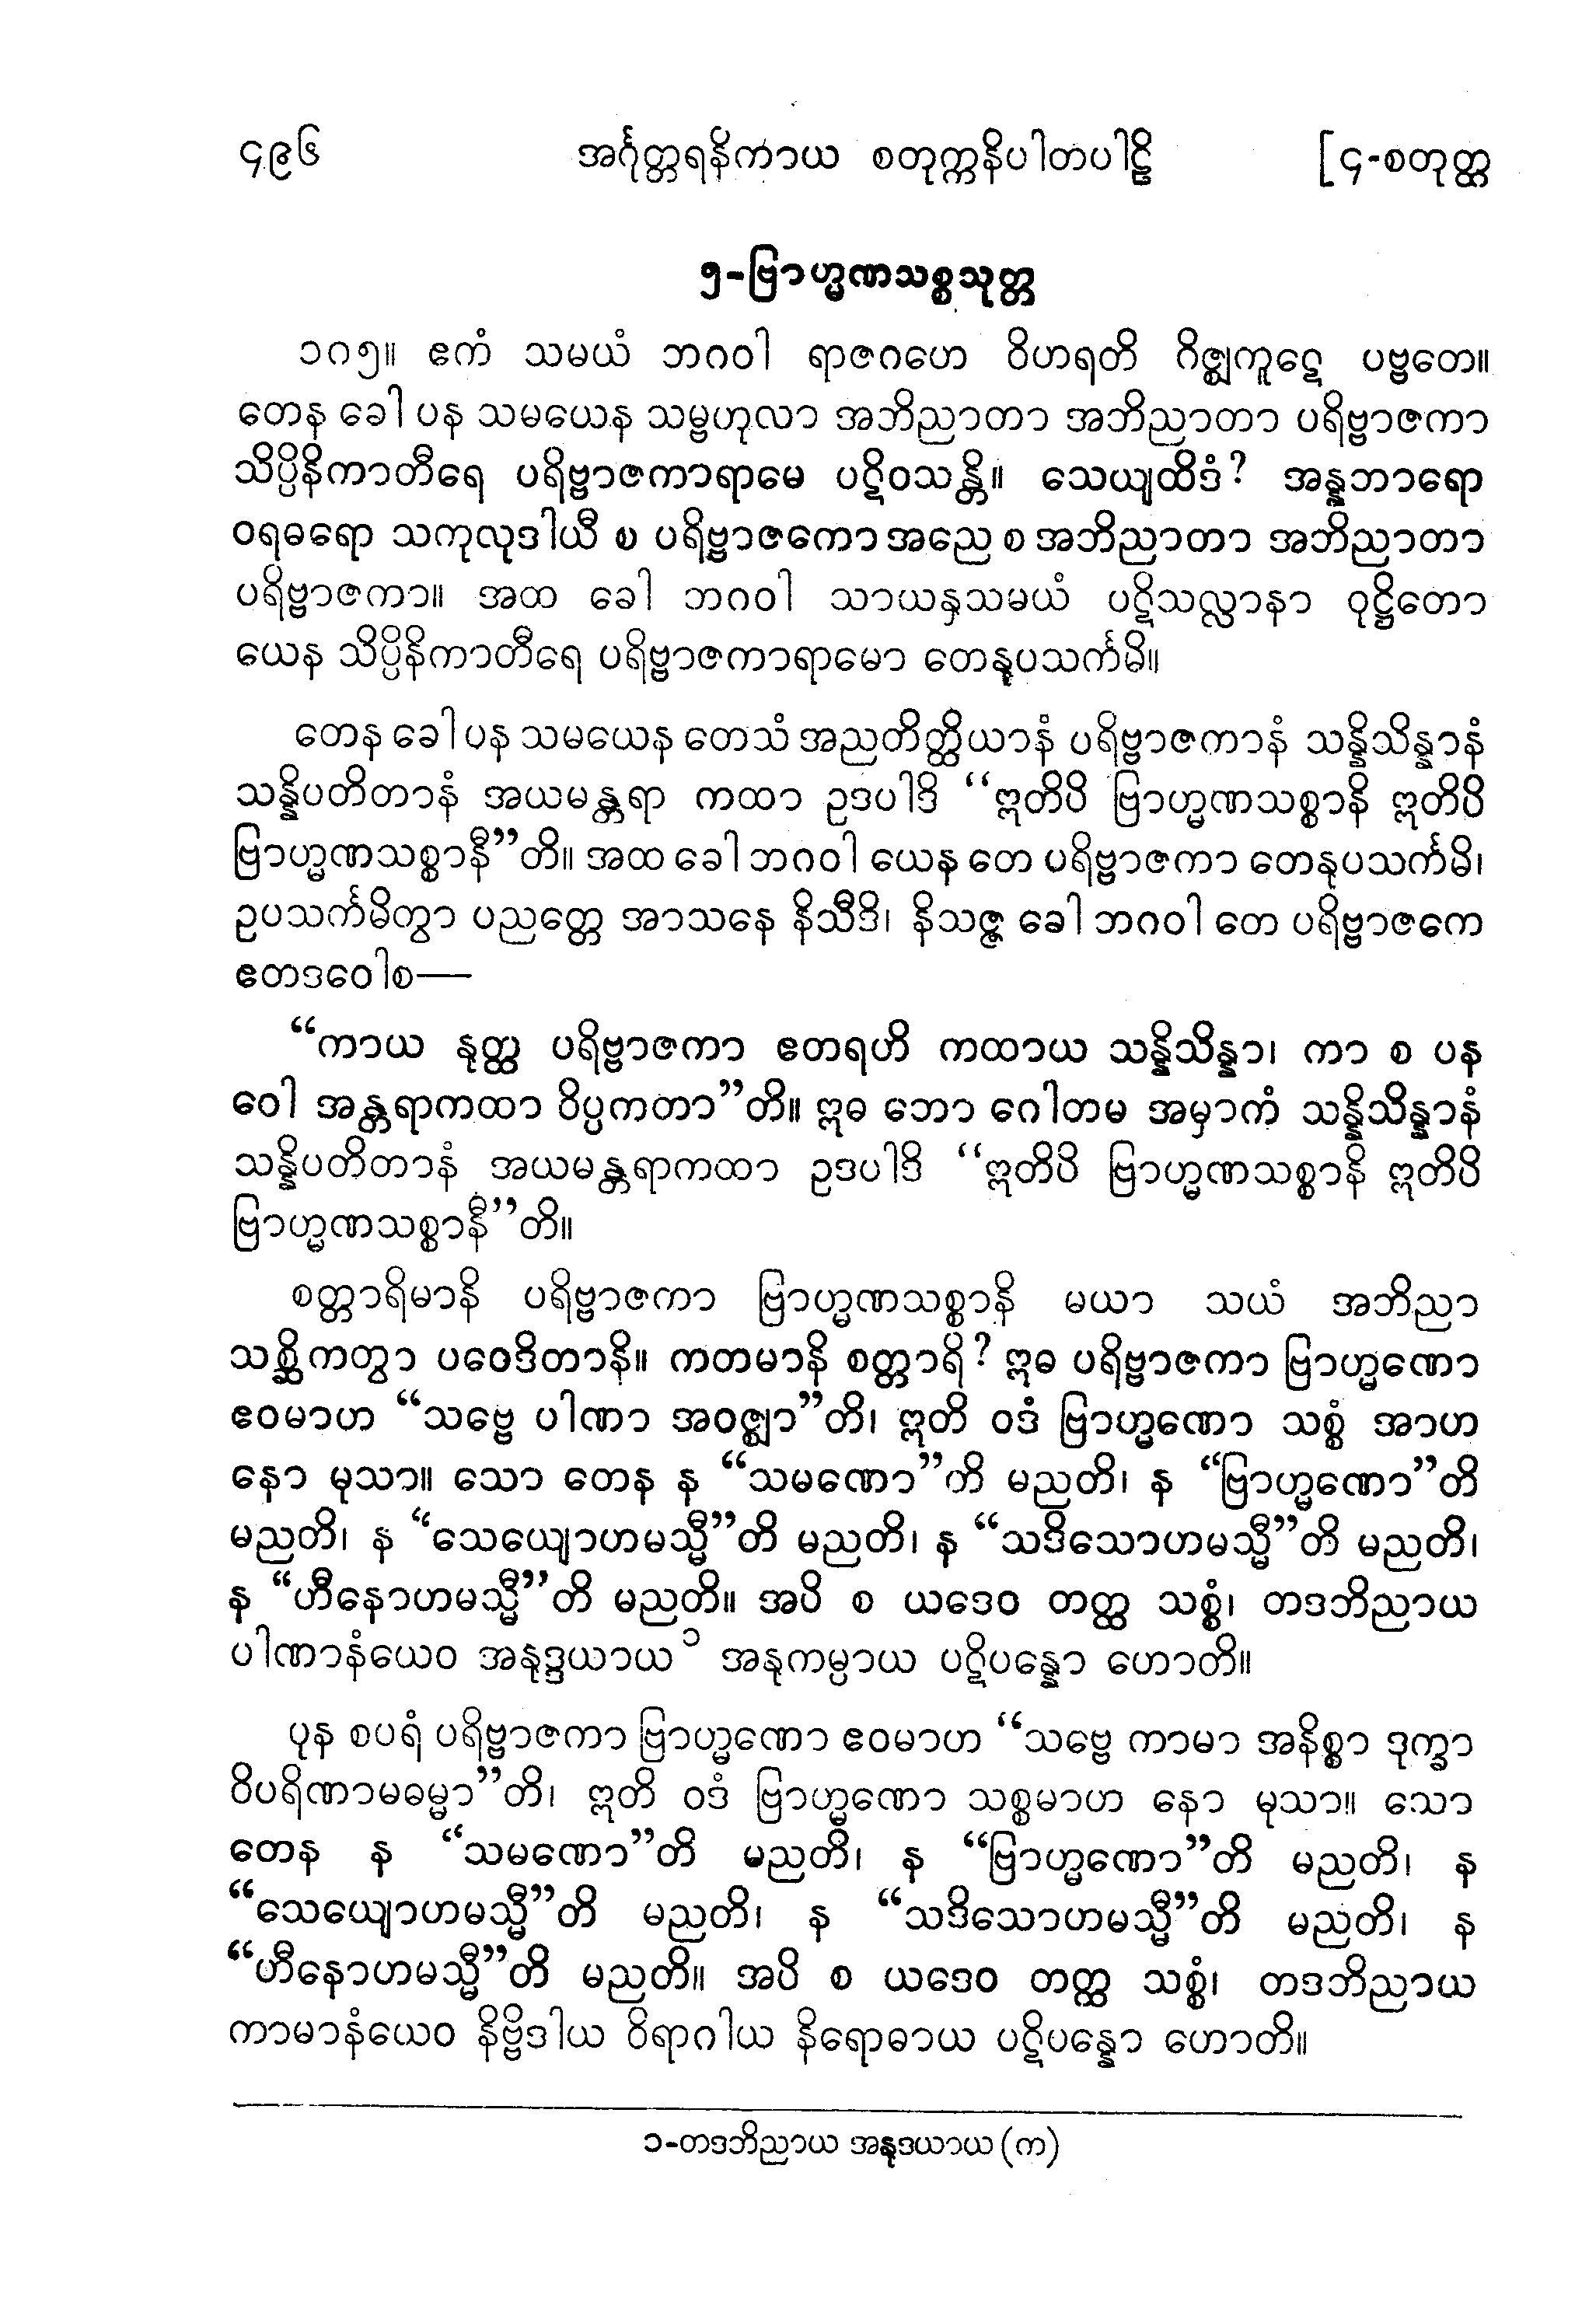 ၄၉၆ အင်္ဂုတ္တရနိကာယ စတုက္ကနိပါတပါဠိ [၄-စတုတ္ထ
၅-ဗြာဟ္မဏသစ္စသုတ္တ
၁၈၅။ ဧကံ သမယံ ဘဂဝါ ရာဇဂဟေ ဝိဟရတိ ဂိဇ္ဈကူဋေ ပဗ္ဗတေ။
တေန ခေါ ပန သမယေန သမ္ဗဟုလာ အဘိညာတာ အဘိညာတာ ပရိဗ္ဗာဇကာ
သိပ္ပိနိကာတီရေ ပရိဗ္ဗာဇကာရာမေ ပဋိဝသန္တိ။ သေယျထိဒံ? အန္နဘာရော
ဝရဓရော သကုလုဒါယီ စ ပရိဗ္ဗာဇကော အညေ စ အဘိညာတာ အဘိညာတာ
ပရိဗ္ဗာဇကာ။ အထ ခေါ ဘဂဝါ သာယနှသမယံ ပဋိသလ္လာနာ ဝုဋ္ဌိတော
ယေန သိပ္ပိနိကာတီရေ ပရိဗ္ဗာဇကာရာမော တေနုပသင်္ကမိ။
တေန ခေါ ပန သမယေန တေသံ အညတိတ္ထိယာနံ ပရိဗ္ဗာဇကာနံ သန္နိသိန္နာနံ
သန္နိပတိတာနံ အယမန္တရာ ကထာ ဥဒပါဒိ “ဣတိပိ ဗြာဟ္မဏသစ္စာနိ ဣတိပိ
ဗြာဟ္မဏသစ္စာနီ”တိ။ အထ ခေါ ဘဂဝါ ယေန တေ ပရိဗ္ဗာဇကာ တေနုပသင်္ကမိ၊
ဥပသင်္ကမိတွာ ပညတ္တေ အာသနေ နိသီဒိ၊ နိသဇ္ဇ ခေါ ဘဂဝါ တေ ပရိဗ္ဗာဇကေ
ဧတဒဝေါစ—
“ကာယ နုတ္ထ ပရိဗ္ဗာဇကာ ဧတရဟိ ကထာယ သန္နိသိန္နာ၊ ကာ စ ပန
ဝေါ အန္တရာကထာ ဝိပ္ပကတာ”တိ။ ဣဓ ဘော ဂေါတမ အမှာကံ သန္နိသိန္နာနံ
သန္နိပတိတာနံ အယမန္တရာကထာ ဥဒပါဒိ “ဣတိပိ ဗြာဟ္မဏသစ္စာနိ ဣတိပိ
ဗြာဟ္မဏသစ္စာနီ”တိ။
စတ္တာရိမာနိ ပရိဗ္ဗာဇကာ ဗြာဟ္မဏသစ္စာနိ မယာ သယံ အဘိညာ
သစ္ဆိကတွာ ပဝေဒိတာနိ။ ကတမာနိ စတ္တာရိ? ဣဓ ပရိဗ္ဗာဇကာ ဗြာဟ္မဏော
ဧဝမာဟ “သဗ္ဗေ ပါဏာ အဝဇ္ဈာ”တိ၊ ဣတိ ဝဒံ ဗြာဟ္မဏော သစ္စံ အာဟ
နော မုသာ။ သော တေန န “သမဏော”တိ မညတိ၊ န “ဗြာဟ္မဏော”တိ
မညတိ၊ န “သေယျောဟမသ္မီ”တိ မညတိ၊ န “သဒိသောဟမသ္မီ”တိ မညတိ၊
န “ဟီနောဟမသ္မီ”တိ မညတိ။ အပိ စ ယဒေဝ တတ္ထ သစ္စံ၊ တဒဘိညာယ
ပါဏာနံယေဝ အနုဒ္ဒယာယ ၁ အနုကမ္ပာယ ပဋိပန္နော ဟောတိ။
ပုန စပရံ ပရိဗ္ဗာဇကာ ဗြာဟ္မဏော ဧဝမာဟ “သဗ္ဗေ ကာမာ အနိစ္စာ ဒုက္ခာ
ဝိပရိဏာမဓမ္မာ”တိ၊ ဣတိ ဝဒံ ဗြာဟ္မဏော သစ္စမာဟ နော မုသာ။ သော
တေန န “သမဏော”တိ မညတိ၊ န “ဗြာဟ္မဏော”တိ မညတိ၊ န
“သေယျောဟမသ္မီ”တိ မညတိ၊ န “သဒိသောဟမသ္မီ”တိ မညတိ၊ န
“ဟီနောဟမသ္မီ”တိ မညတိ။ အပိ စ ယဒေဝ တတ္ထ သစ္စံ၊ တဒဘိညာယ
ကာမာနံယေဝ နိဗ္ဗိဒါယ ဝိရာဂါယ နိရောဓာယ ပဋိပန္နော ဟောတိ။
၁-တဒဘိညာယ အနုဒယာယ (က)